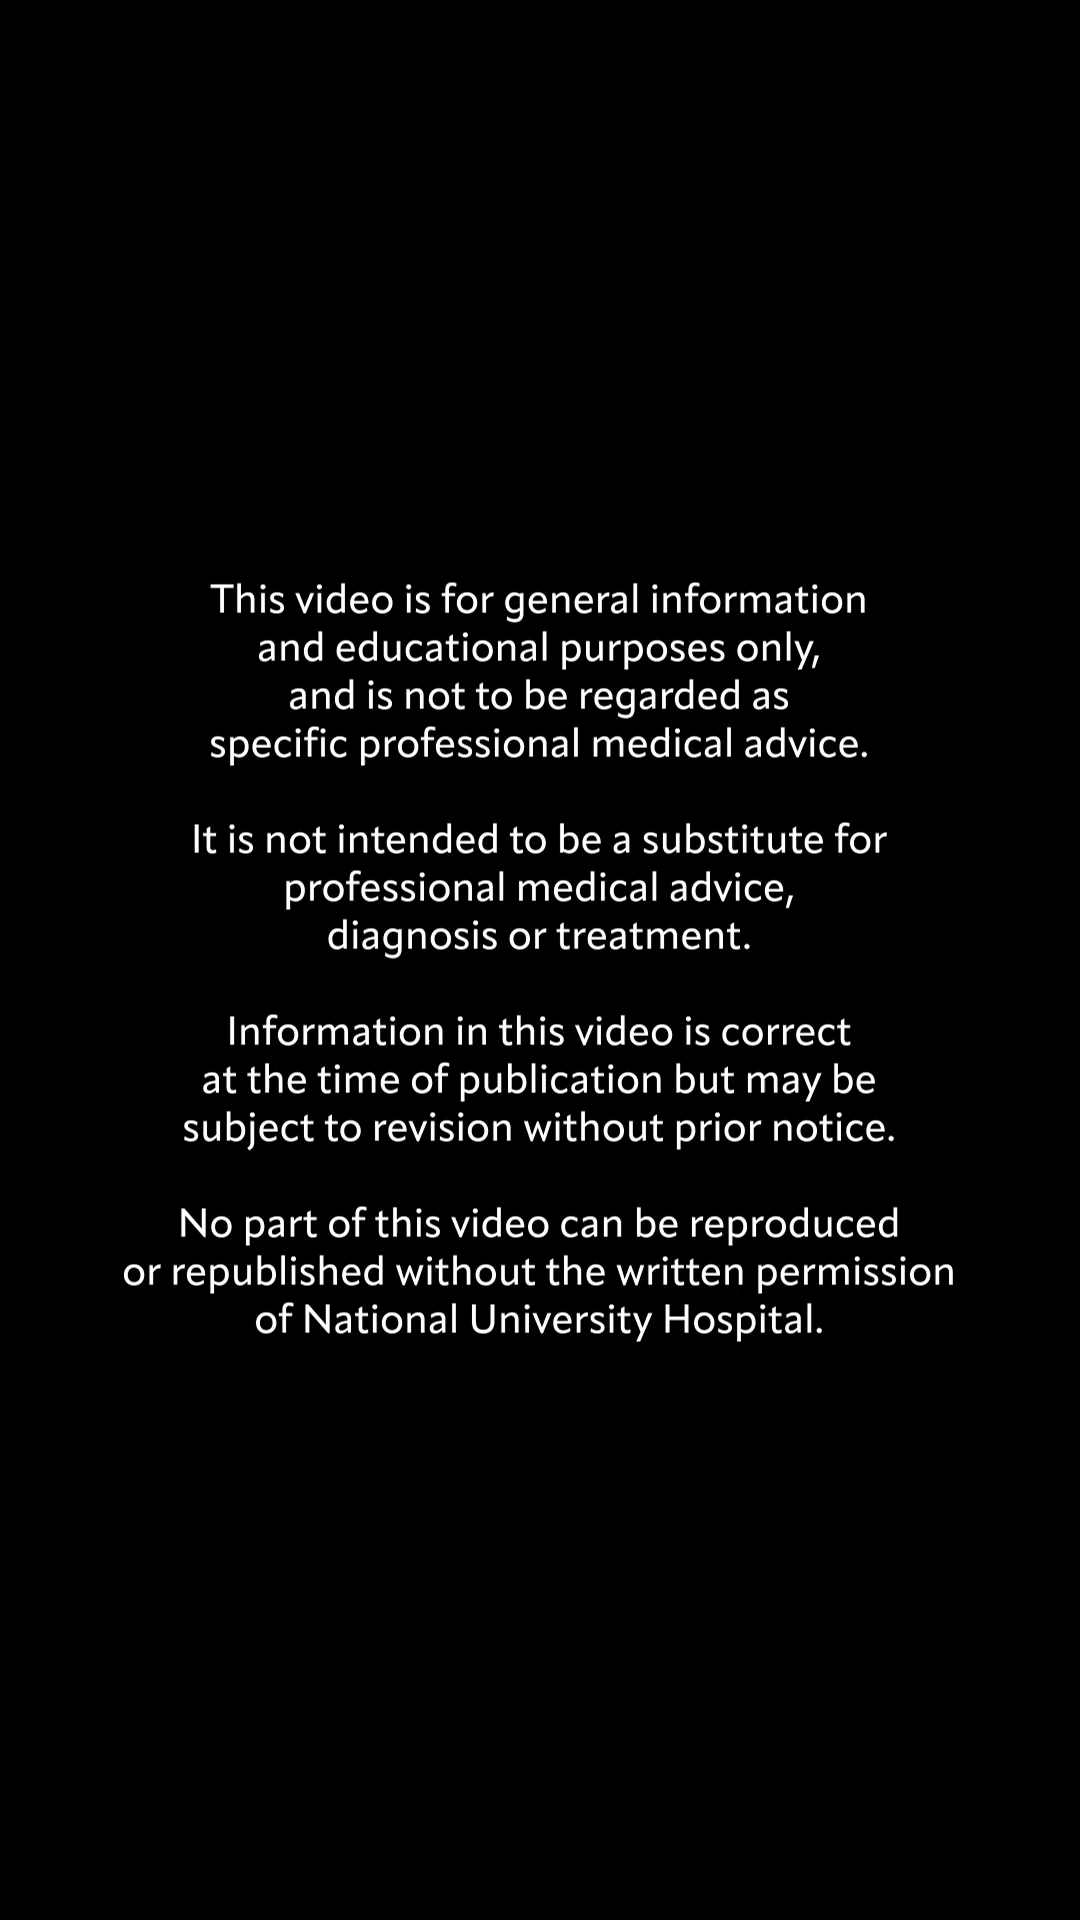 This video is for general information
and educational purposes only,
and is not to be regarded as
specific professional medical advice.
It is not intended to be a substitute for
professional medical advice,
diagnosis or treatment.
Information in this video is correct
at the time of publication but may be
subject to revision without prior notice.
No part of this video can be reproduced
or republished without the written permission
of National University Hospital.